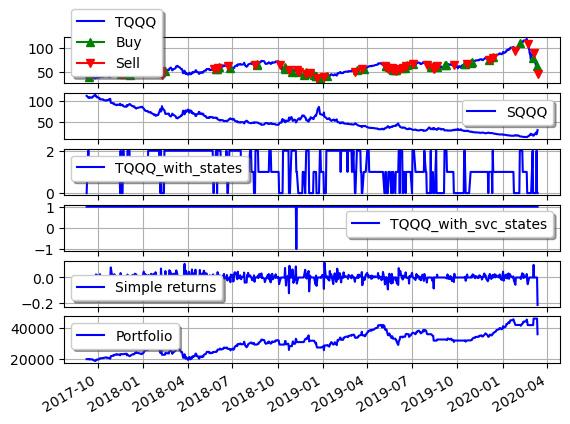 TQQQ
Buy
Sell
100
50
SQQQ
100
50
TQQQ_with_states
2
0
TQQQ_with_svc_states
1
−1
Simple returns
0.0
−0.2
Portfolio
40000
20000
2017-10 2018-01 2018-04 2018-07 2018-10 2019-01 2019-04 2019-07 2019-10 2020-01 2020-04